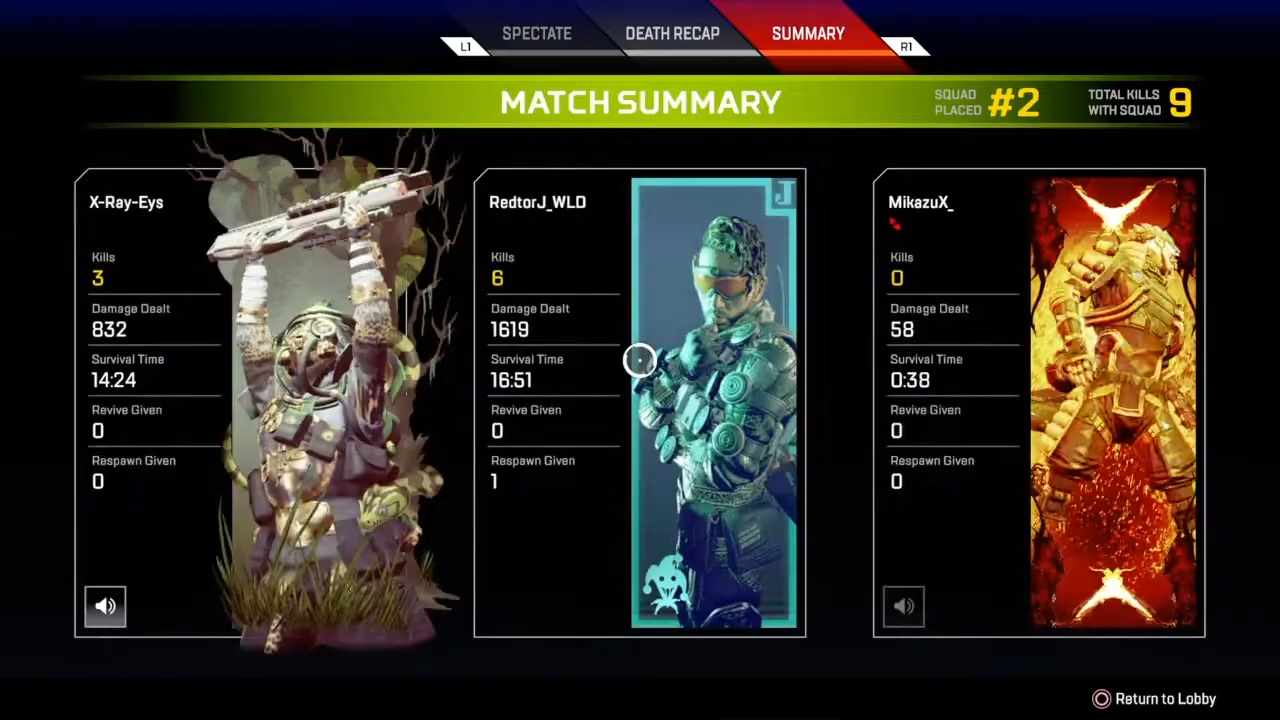 L1
SPECTATE
DEATH RECAP
SUMMARY
R1
MATCH SUMMARY
SQUAD
PLACED
#2
TOTAL KILLS
WITH SQUAD
9
X-Ray-Eys
Kills
3
Damage Dealt
832
Survival Time
14:24
Revive Given
0
Respawn Given
0
RedtorJ_WLD
Kills
6
Damage Dealt
1619
Survival Time
16:51
Revive Given
0
Respawn Given
1
J
MikazuX_
Kills
0
Damage Dealt
58
Survival Time
0:38
Revive Given
0
Respawn Given
0
Return to Lobby